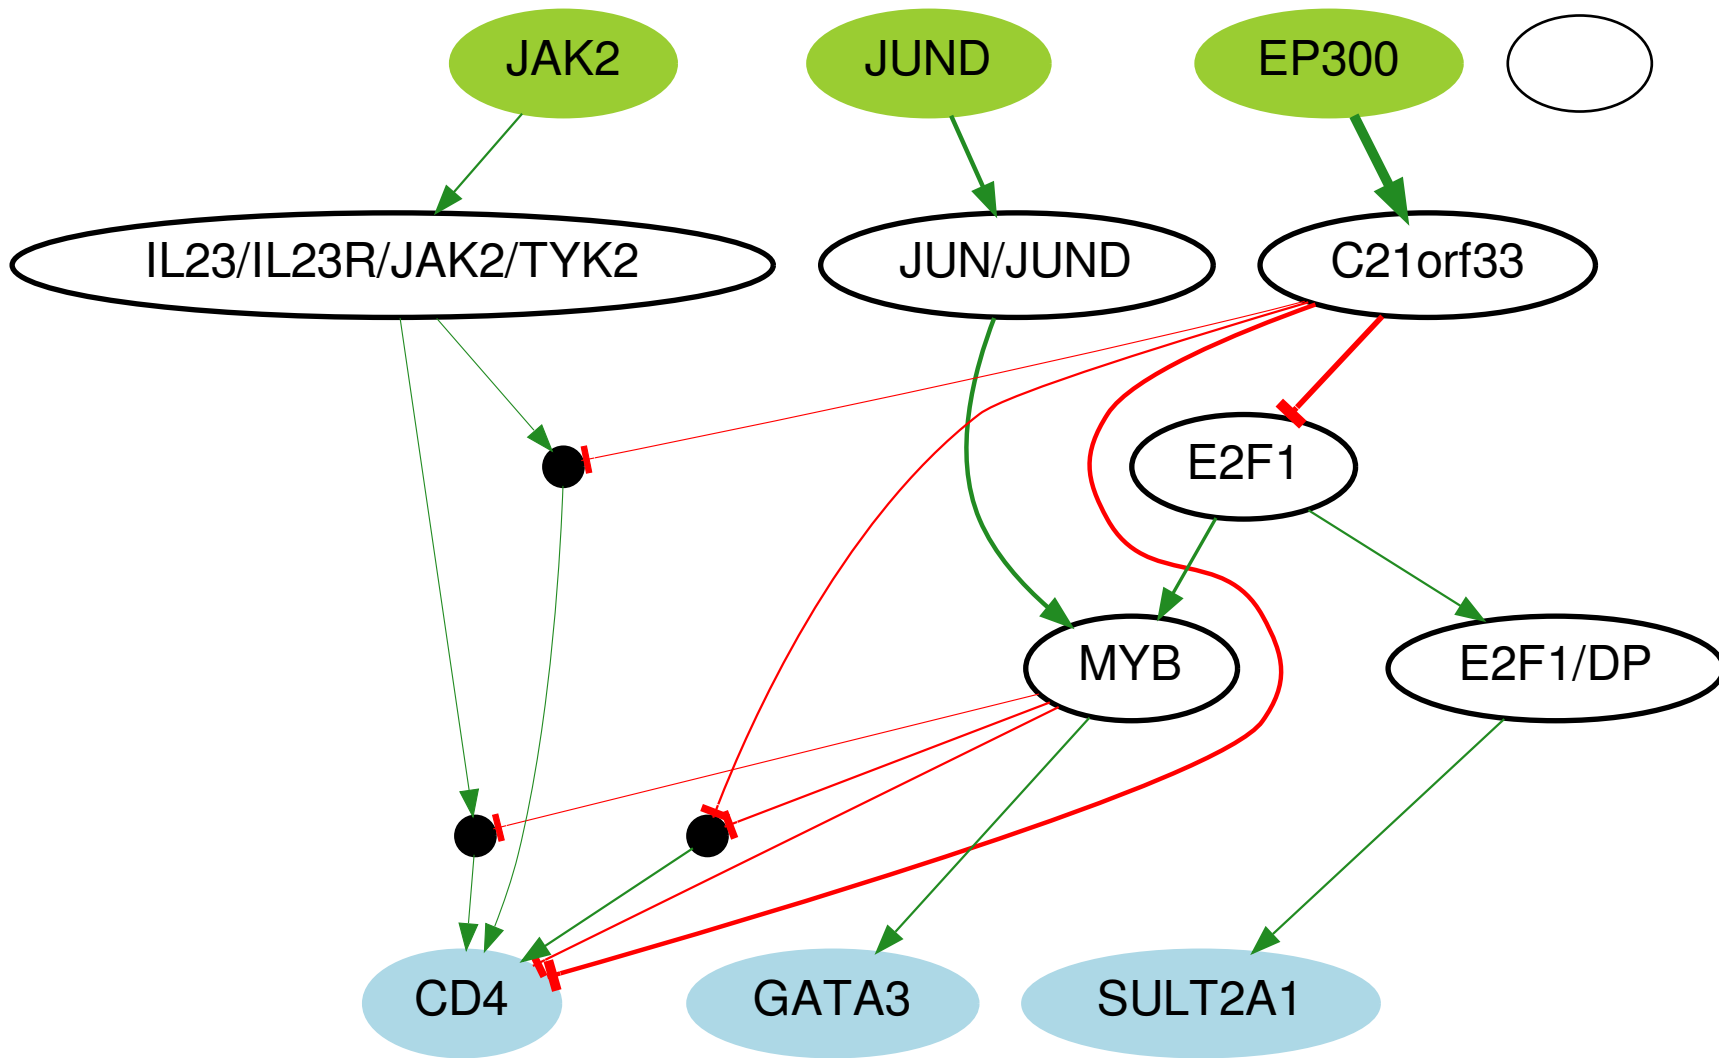 JAK2
JUND
EP300
IL23/IL23R/JAK2/TYK2
JUN/JUND
C21orf33
E2F1
MYB
E2F1/DP
CD4
GATA3
SULT2A1